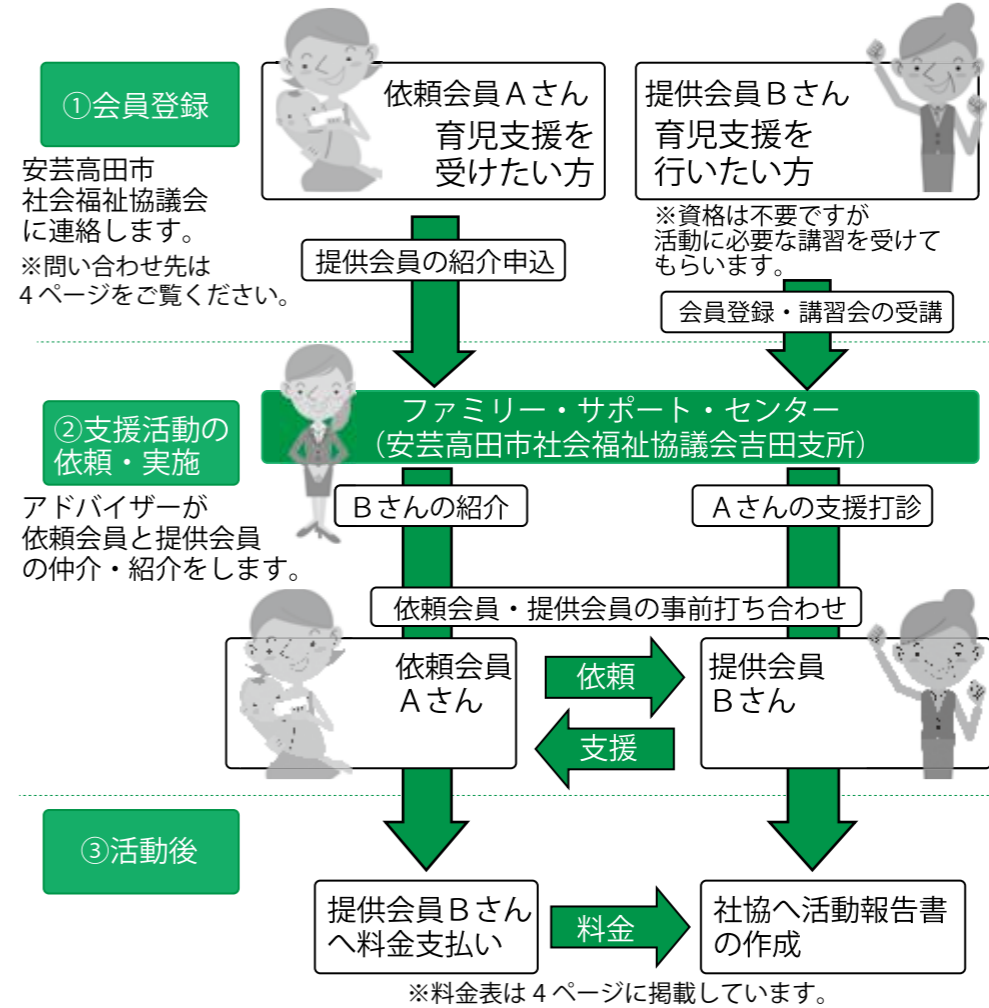 ①会員登録
安芸高田市
社会福祉協議会
に連絡します。
※問い合わせ先は
4ページをご覧ください。
依頼会員Aさん
育児支援を
受けたい方
提供会員Bさん
育児支援を
行いたい方
※資格は不要ですが
活動に必要な講習を受けて
もらいます。
提供会員の紹介申込
会員登録・講習会の受講
②支援活動の
依頼・実施
アドバイザーが
依頼会員と提供会員
の仲介・紹介をします。
ファミリー・サポート・センター
（安芸高田市社会福祉協議会吉田支所）
Bさんの紹介
Aさんの支援打診
依頼会員・提供会員の事前打ち合わせ
依頼会員
Aさん
依頼
支援
提供会員
Bさん
③活動後
提供会員Bさん
へ料金支払い
料金
社協へ活動報告書
の作成
※料金表は4ページに掲載しています。